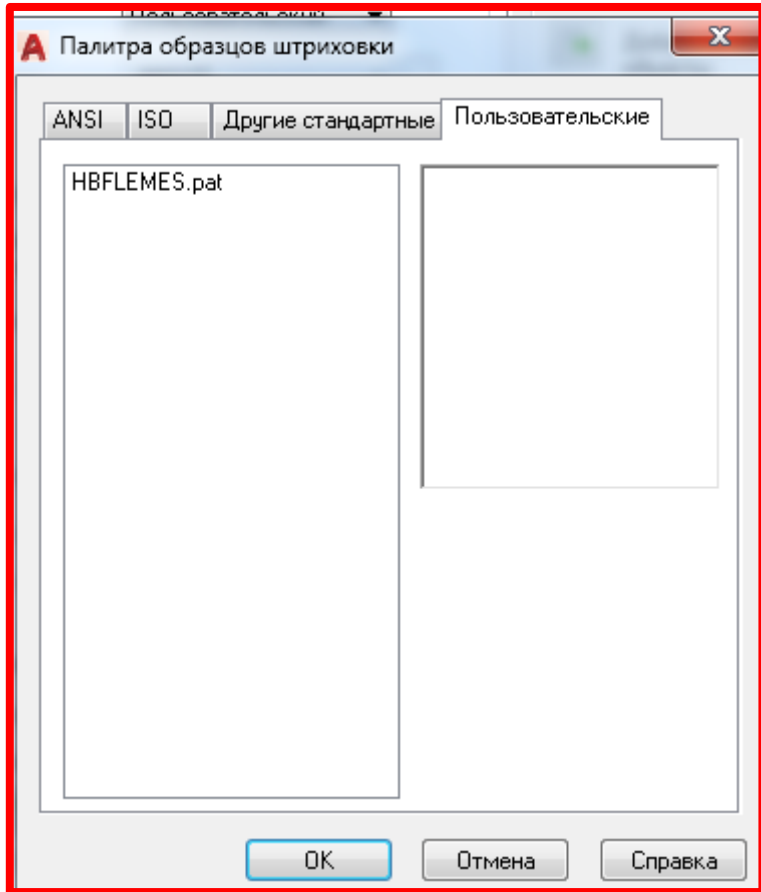 Палитра образцов штриховки
ANSI ISO Другие стандартные Пользовательские
HBFLEMES.pat
OK Отмена Справка